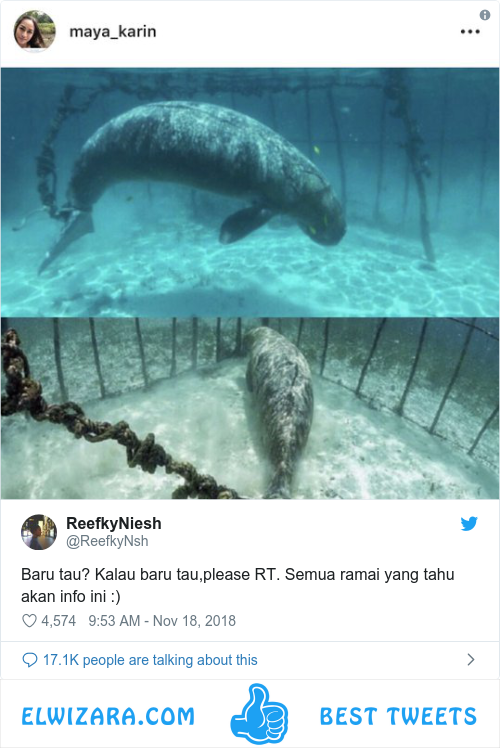 maya_karin
ReefkyNiesh
@ReefkyNsh
Baru tau? Kalau baru tau,please RT. Semua ramai yang tahu
akan info ini :)
4,574 9:53 AM - Nov 18, 2018
17.1K people are talking about this
ELWIZARA.COM BEST TWEETS